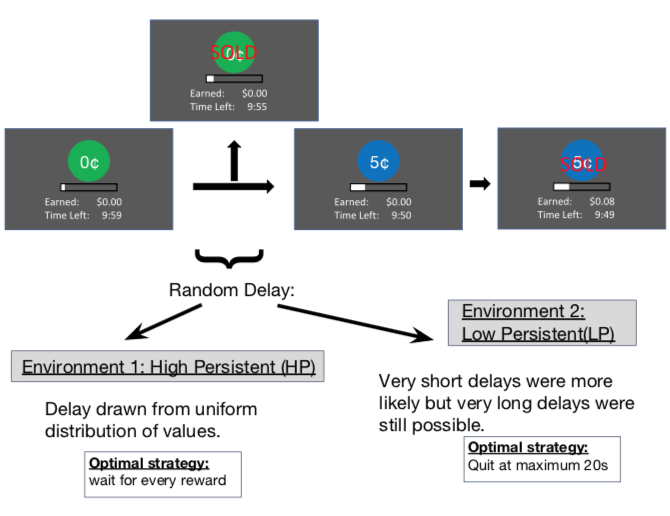 0¢
SOLD
Earned: $0.00
Time Left: 9:55
0¢
Earned: $0.00
Time Left: 9:59
5¢
Earned: $0.00
Time Left: 9:50
5¢
SOLD
Earned: $0.08
Time Left: 9:49
Random Delay:
Environment 1: High Persistent (HP)
Delay drawn from uniform
distribution of values.
Optimal strategy:
wait for every reward
Environment 2:
Low Persistent(LP)
Very short delays were more
likely but very long delays were
still possible.
Optimal strategy:
Quit at maximum 20s